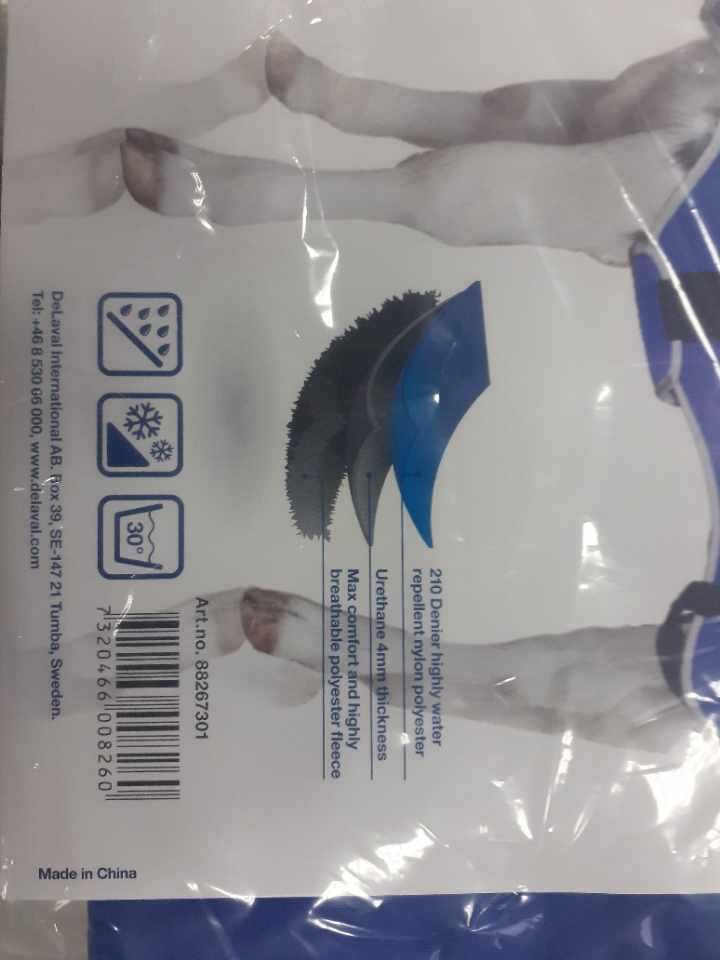 210 Denier highly water
repellent nylon polyester
Urethane 4mm thickness
Max comfort and highly
breathable polyester fleece
Art.no. 88267301
30°
7 320466 008260
DeLaval International AB. Box 39, SE-147 21 Tumba, Sweden.
Tel: +46 8 530 66 000, www.delaval.com
Made in China